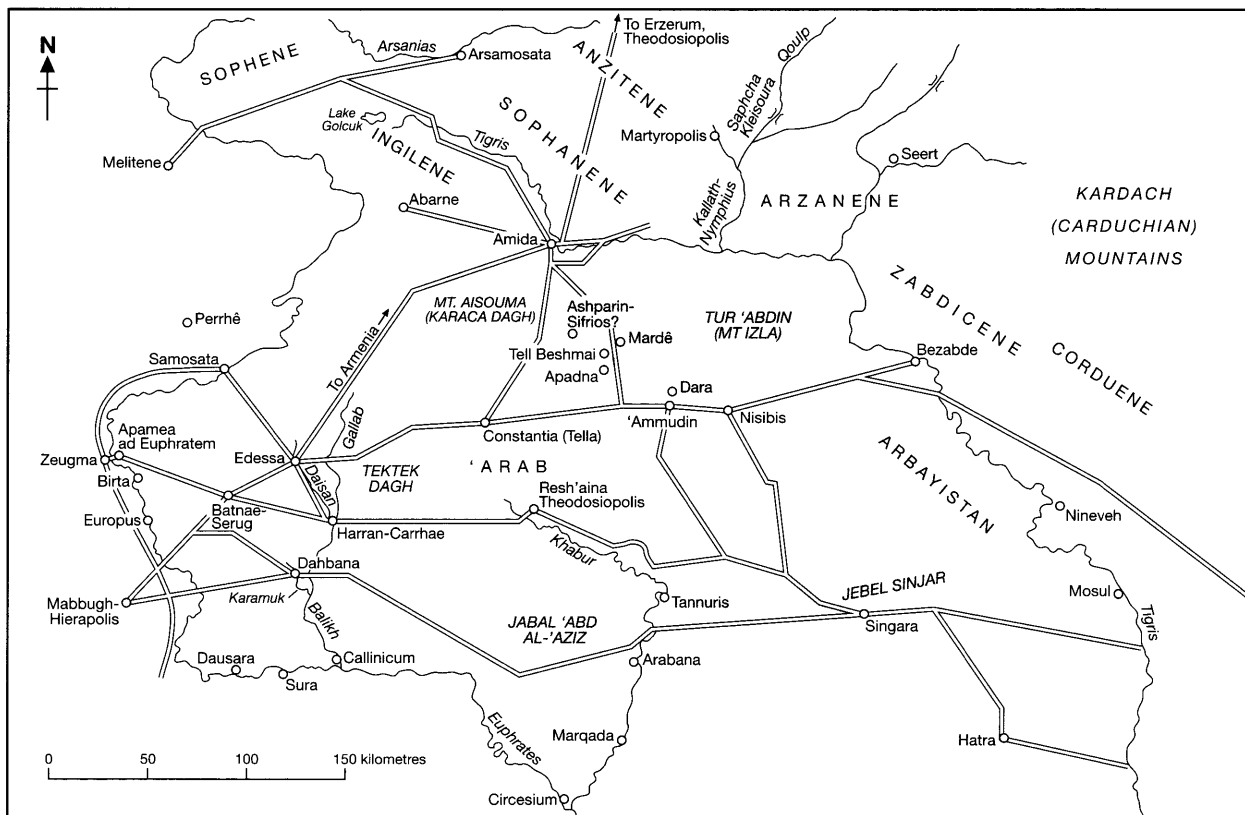 N
To Erzerum,
Theodosiopolis
SOPHENE
Arsanias
Arsamosata
ANZITENE
Saphcha
Kleisoura
Qoulp
Lake
Golcuk
INGILENE
Tigris
SOPHANENE
Martyropolis
Seert
Melitene
Abarne
Kallath-
Nymphius
ARZANENE
KARDACH
(CARDUCHIAN)
MOUNTAINS
Amida
MT. AISOUMA
(KARACA DAGH)
Ashparin-
Sifrios?
TUR ‘ABDIN
(MT IZLA)
ZABDICENE
CORDUENE
Perrhê
To Armenia
Mardê
Tell Beshmai
Apadna
Bezabde
Samosata
Dara
Gallab
Constantia (Tella)
‘Ammudin
Nisibis
Apamea
ad Euphratem
Zeugma
Edessa
Birta
Daisan
TEKTEK
DAGH
‘ARAB
ARBAYISTAN
Batnae-
Serug
Resh’aina
Theodosiopolis
Europus
Harran-Carrhae
Nineveh
Khabur
Dahbana
Mabbugh-
Hierapolis
Karamuk
Balikh
JABAL ‘ABD
AL-’AZIZ
Tannuris
JEBEL SINJAR
Singara
Mosul
Tigris
Dausara
Sura
Callinicum
Arabana
Euphrates
Marqada
Hatra
0 50 100 150 kilometres
Circesium